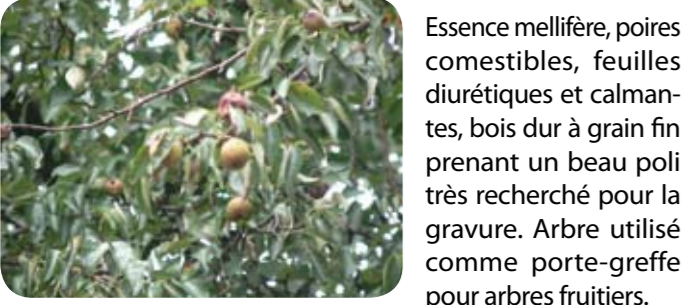 Essence mellifère, poires
comestibles, feuilles
diurétiques et calman-
tes, bois dur à grain fin
prenant un beau poli
très recherché pour la
gravure. Arbre utilisé
comme porte-greffe
pour arbres fruitiers.